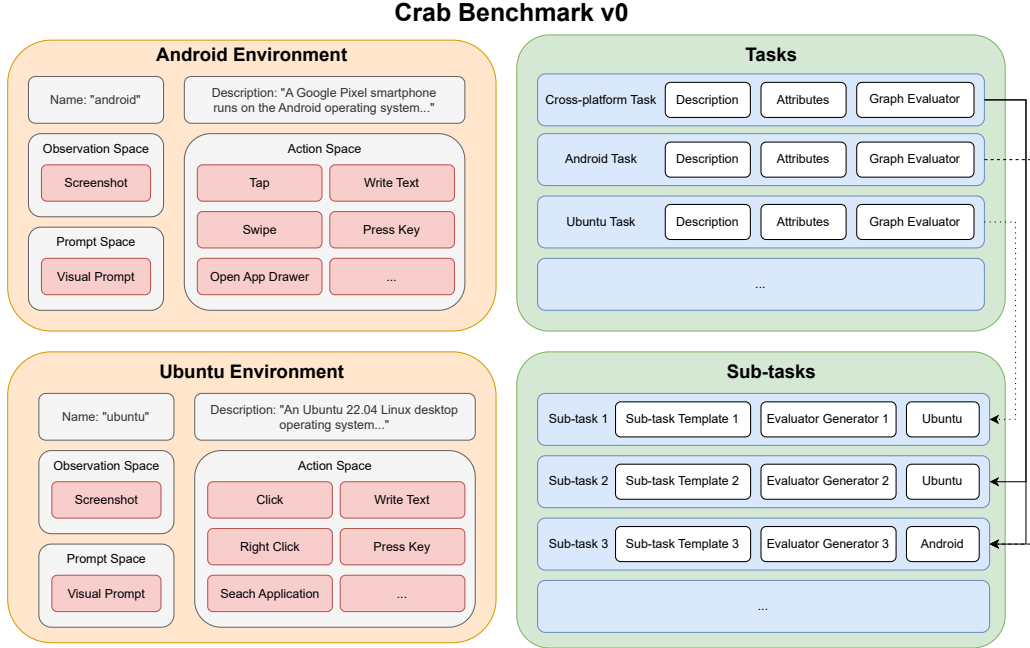 Crab Benchmark v0
Android Environment
Name: "android"
Description: "A Google Pixel smartphone
runs on the Android operating system..."
Observation Space
Screenshot
Prompt Space
Visual Prompt
Action Space
Tap
Write Text
Swipe
Press Key
Open App Drawer
...
Ubuntu Environment
Name: "ubuntu"
Description: "An Ubuntu 22.04 Linux desktop
operating system..."
Observation Space
Screenshot
Prompt Space
Visual Prompt
Action Space
Click
Write Text
Right Click
Press Key
Seach Application
...
Tasks
Cross-platform Task
Description
Attributes
Graph Evaluator
Android Task
Description
Attributes
Graph Evaluator
Ubuntu Task
Description
Attributes
Graph Evaluator
...
Sub-tasks
Sub-task 1
Sub-task Template 1
Evaluator Generator 1
Ubuntu
Sub-task 2
Sub-task Template 2
Evaluator Generator 2
Ubuntu
Sub-task 3
Sub-task Template 3
Evaluator Generator 3
Android
...